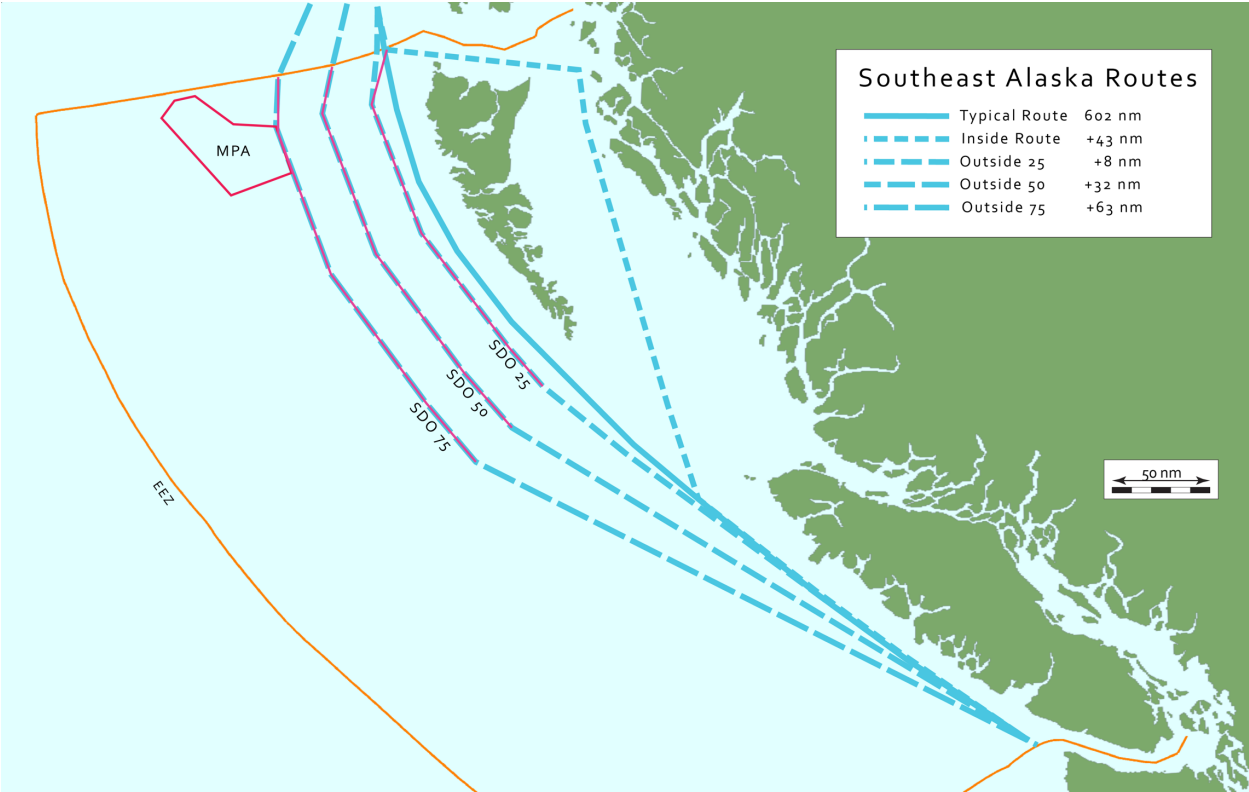 Southeast Alaska Routes
Typical Route 602 nm
Inside Route +43 nm
Outside 25 +8 nm
Outside 50 +32 nm
Outside 75 +63 nm
MPA
SDO 25
SDO 50
SDO 75
50 nm
EEZ